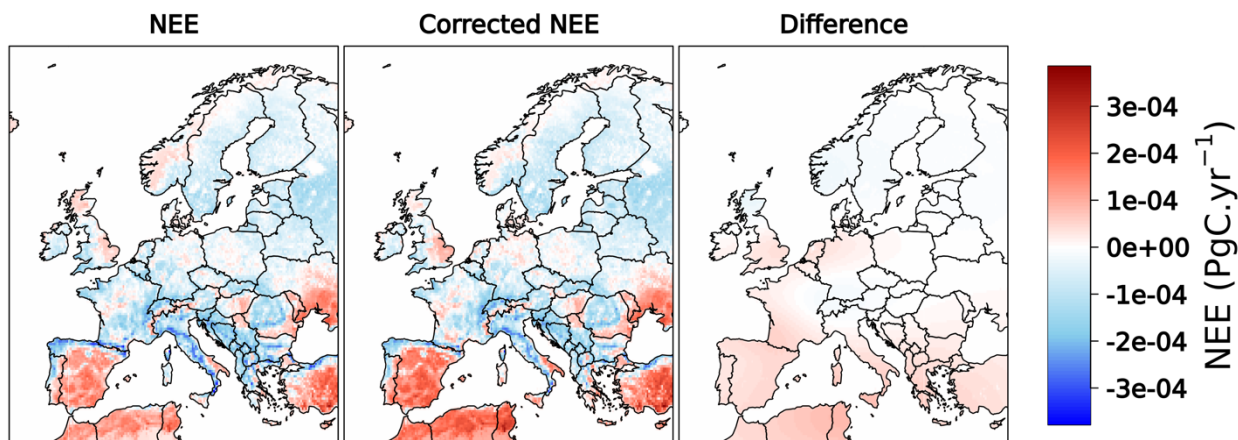 NEE
Corrected NEE
Difference
3e-04
2e-04
1e-04
0e+00
-1e-04
-2e-04
-3e-04
NEE (PgC.yr⁻¹)